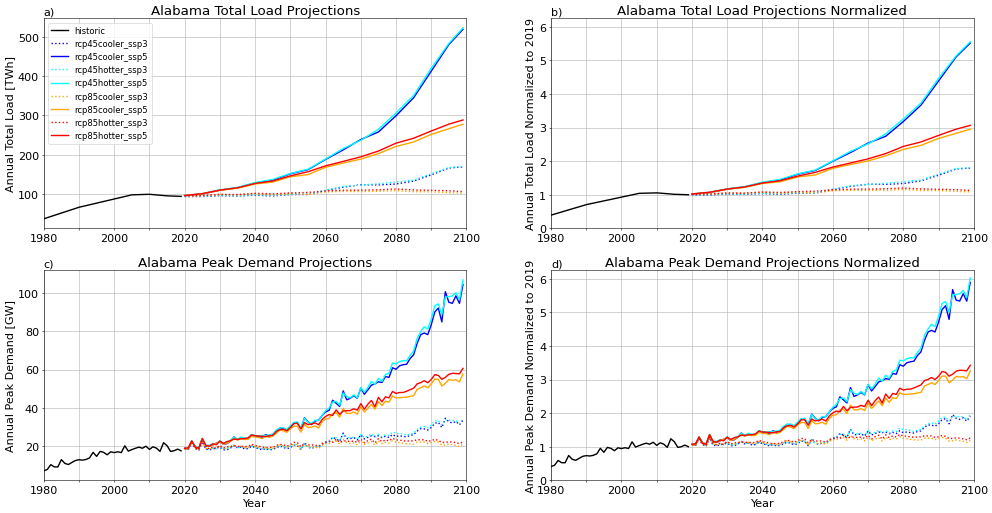 a)
Alabama Total Load Projections
Annual Total Load [TWh]
500
400
300
200
100
historic
rcp45cooler_ssp3
rcp45cooler_ssp5
rcp45hotter_ssp3
rcp45hotter_ssp5
rcp85cooler_ssp3
rcp85cooler_ssp5
rcp85hotter_ssp3
rcp85hotter_ssp5
1980 2000 2020 2040 2060 2080 2100
b)
Alabama Total Load Projections Normalized
Annual Total Load Normalized to 2019
6
5
4
3
2
1
0
1980 2000 2020 2040 2060 2080 2100
c)
Alabama Peak Demand Projections
Annual Peak Demand [GW]
100
80
60
40
20
1980 2000 2020 2040 2060 2080 2100
Year
d)
Alabama Peak Demand Projections Normalized
Annual Peak Demand Normalized to 2019
6
5
4
3
2
1
0
1980 2000 2020 2040 2060 2080 2100
Year